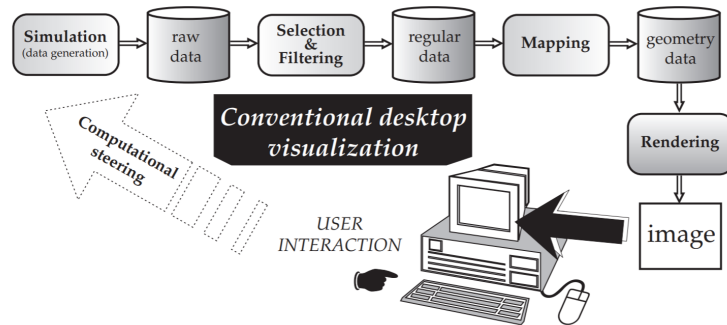 Simulation
(data generation)
raw
data
Selection
&
Filtering
regular
data
Mapping
geometry
data
Conventional desktop
visualization
Computational
steering
Rendering
USER
INTERACTION
image